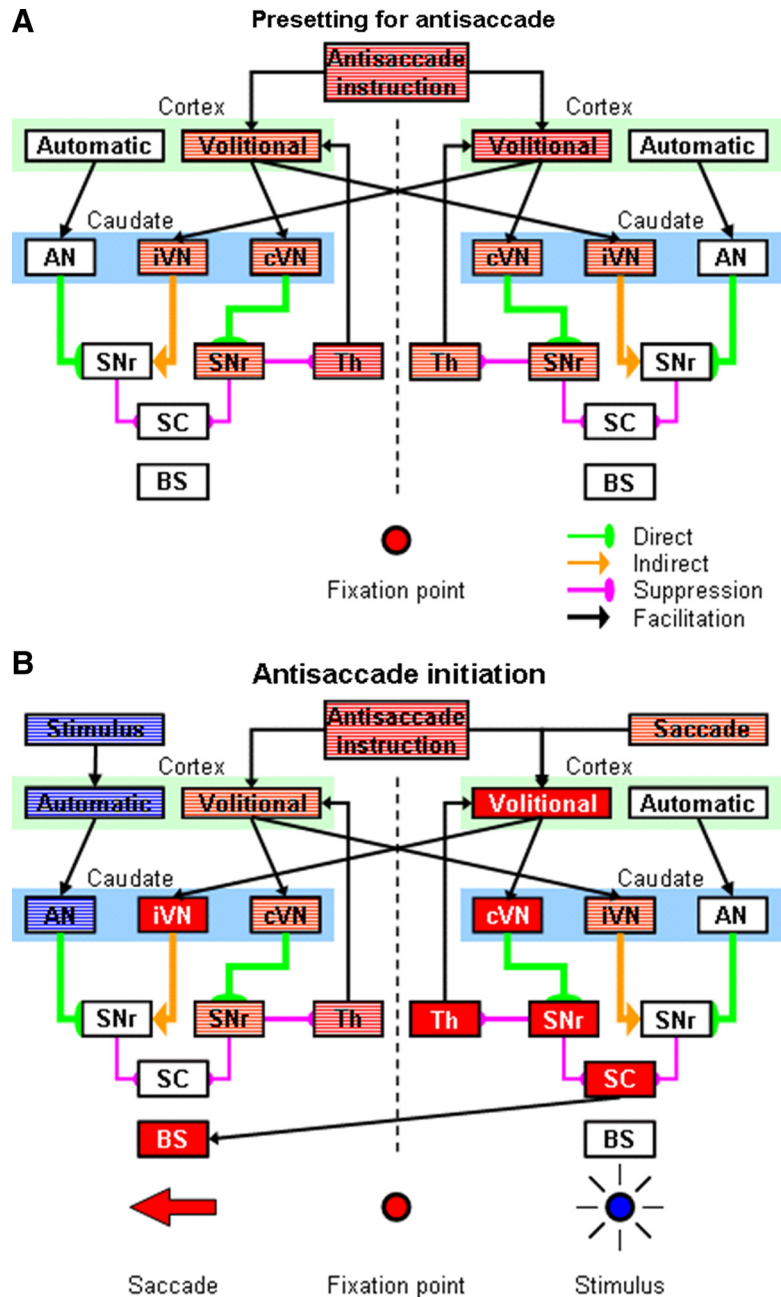 A
Presetting for antisaccade
Antisaccade
instruction
Cortex
Cortex
Automatic
Volitional
Volitional
Automatic
Caudate
Caudate
AN
iVN
cVN
cVN
iVN
AN
SNr
SNr
Th
Th
SNr
SNr
SC
SC
BS
BS
Fixation point
Direct
Indirect
Suppression
Facilitation
B
Antisaccade initiation
Stimulus
Antisaccade
instruction
Saccade
Cortex
Cortex
Automatic
Volitional
Volitional
Automatic
Caudate
Caudate
AN
iVN
cVN
cVN
iVN
AN
SNr
SNr
Th
Th
SNr
SNr
SC
SC
BS
BS
Saccade
Fixation point
Stimulus